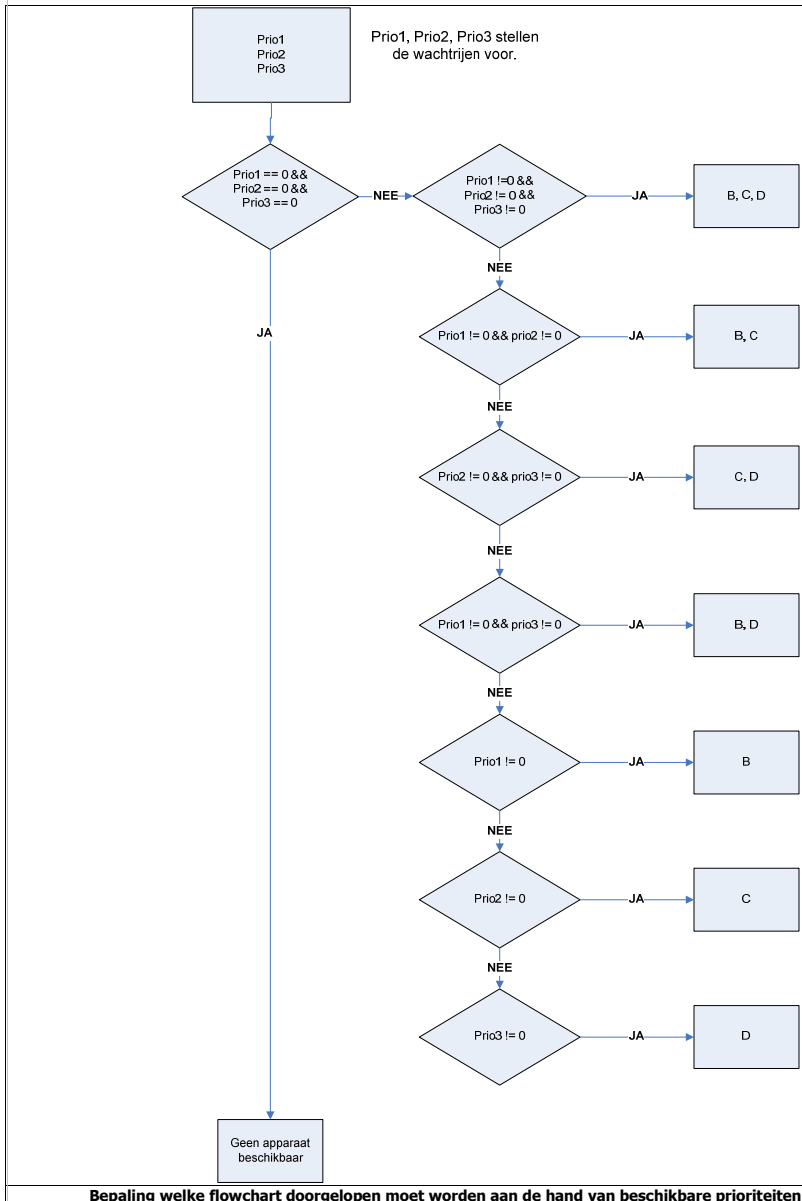 Prio1
Prio2
Prio3
Prio1, Prio2, Prio3 stellen
de wachtrijen voor.
Prio1 == 0 &&
Prio2 == 0 &&
Prio3 == 0
NEE
Prio1 !=0 &&
Prio2 != 0 &&
Prio3 != 0
JA
B, C, D
NEE
JA
Prio1 != 0 && prio2 != 0
JA
B, C
NEE
Prio2 != 0 && prio3 != 0
JA
C, D
NEE
Prio1 != 0 && prio3 != 0
JA
B, D
NEE
Prio1 != 0
JA
B
NEE
Prio2 != 0
JA
C
NEE
Prio3 != 0
JA
D
Geen apparaat
beschikbaar
Bepaling welke flowchart doorgelopen moet worden aan de hand van beschikbare prioriteiten